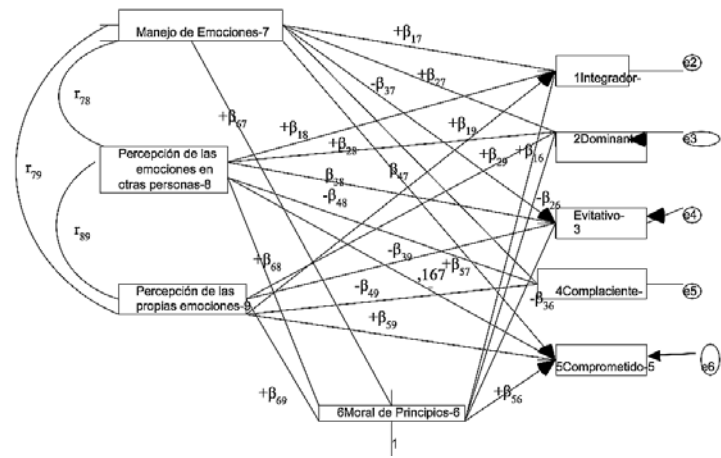 Manejo de Emociones-7
+β17
e2
1Integrador-
-β37
+β27
r78
+β67
+β18
+β19
+β28
+β29
+β16
2Dominant
e3
Percepción de las
emociones en
otras personas-8
β38
β47
r79
-β48
-β26
Evitativo-
3
e4
r89
+β68
-β39
+β57
,167
Percepción de las
propias emociones-9
-β49
-β36
4Complaciente-
e5
+β59
5Comprometido-5
e6
+β69
+β56
6Moral de Principios-6
1